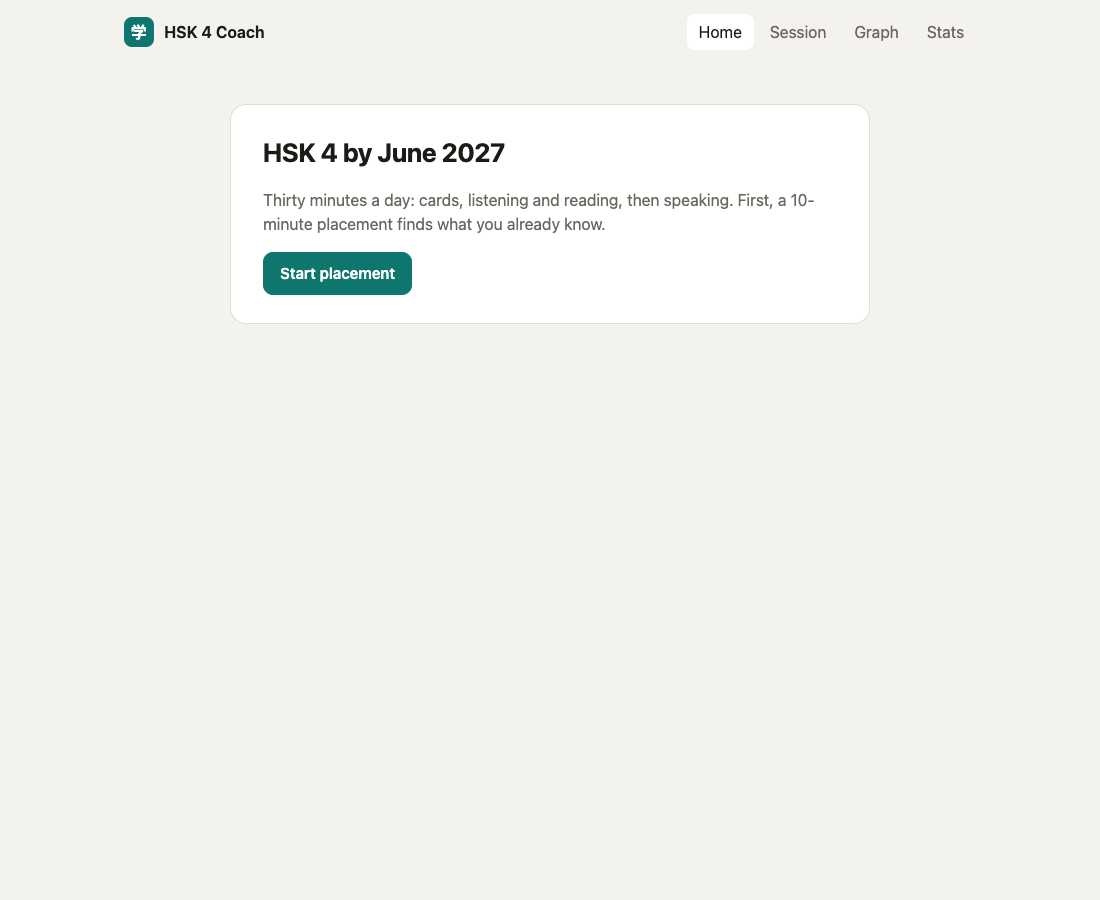 学 HSK 4 Coach
Home Session Graph Stats
HSK 4 by June 2027
Thirty minutes a day: cards, listening and reading, then speaking. First, a 10-
minute placement finds what you already know.
Start placement